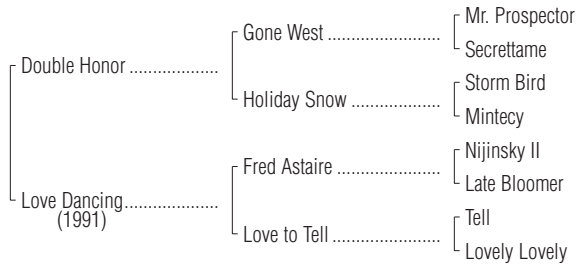 Mr. Prospector
Gone West ......................
Secrettame
Double Honor ..................
Storm Bird
Holiday Snow ..................
Mintecy
Nijinsky II
Fred Astaire .....................
Late Bloomer
Love Dancing...................
(1991)
Tell
Love to Tell ......................
Lovely Lovely